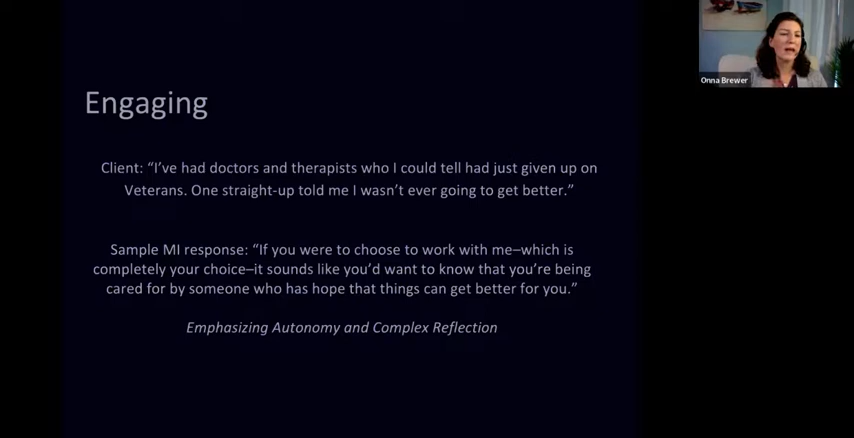 Onna Brewer
Engaging
Client: “I’ve had doctors and therapists who I could tell had just given up on
Veterans. One straight-up told me I wasn’t ever going to get better.”
Sample MI response: “If you were to choose to work with me–which is
completely your choice–it sounds like you’d want to know that you’re being
cared for by someone who has hope that things can get better for you.”
Emphasizing Autonomy and Complex Reflection